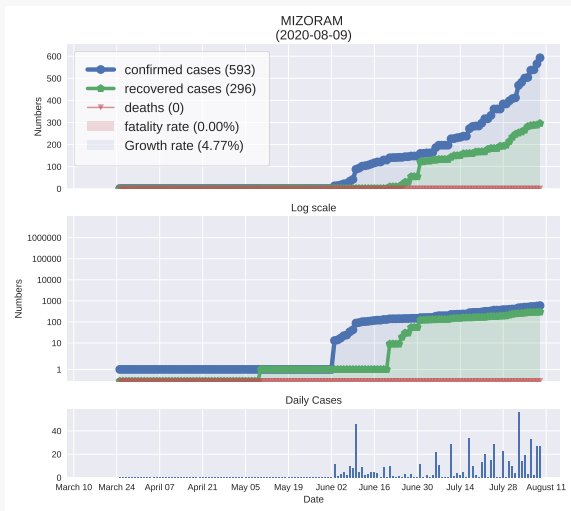 MIZORAM
(2020-08-09)
600
500
400
300
200
100
0
Numbers
confirmed cases (593)
recovered cases (296)
deaths (0)
fatality rate (0.00%)
Growth rate (4.77%)
Log scale
1000000
100000
10000
1000
100
10
1
Numbers
Daily Cases
40
20
0
March 10 March 24 April 07 April 21 May 05 May 19 June 02 June 16 June 30 July 14 July 28 August 11
Date